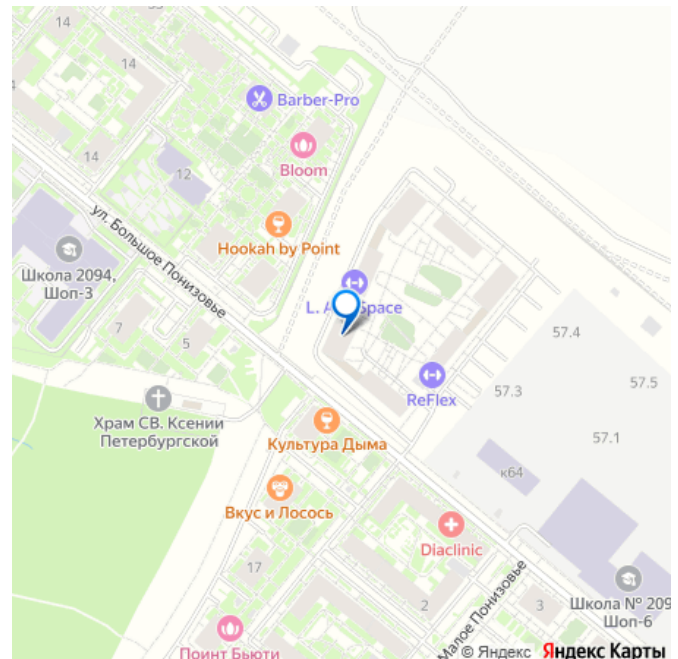 14
Barber-Pro
14
Bloom
14
12
ул. Большое Понизовье
Hookah by Point
Школа 2094,
Шоп-3
L. A
Space
7
5
57.4
57.5
57.3
ReFlex
Храм СВ. Ксении
Петербургской
57.1
Культура Дыма
к64
Вкус и Лосось
Diaclinic
17
2
3
Малое Понизовье
Школа № 209
Шоп-6
Поинт Бьюти
© Яндекс Яндекс Карты